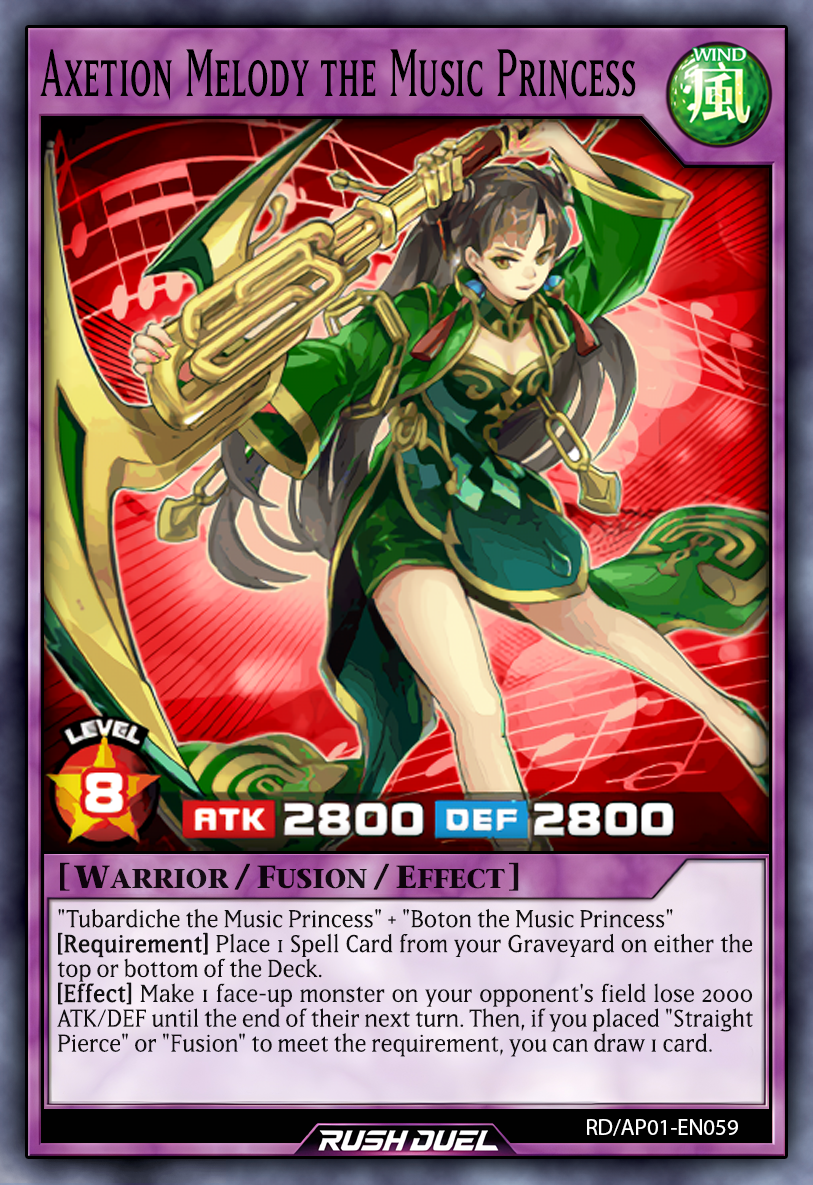 Axetion Melody the Music Princess
WIND
風
LEVEL
8
ATK 2800 DEF 2800
[ Warrior / Fusion / Effect ]
"Tubardiche the Music Princess" + "Boton the Music Princess"
[Requirement] Place 1 Spell Card from your Graveyard on either the
top or bottom of the Deck.
[Effect] Make 1 face-up monster on your opponent's field lose 2000
ATK/DEF until the end of their next turn. Then, if you placed "Straight
Pierce" or "Fusion" to meet the requirement, you can draw 1 card.
RD/AP01-EN059
RUSH DUEL